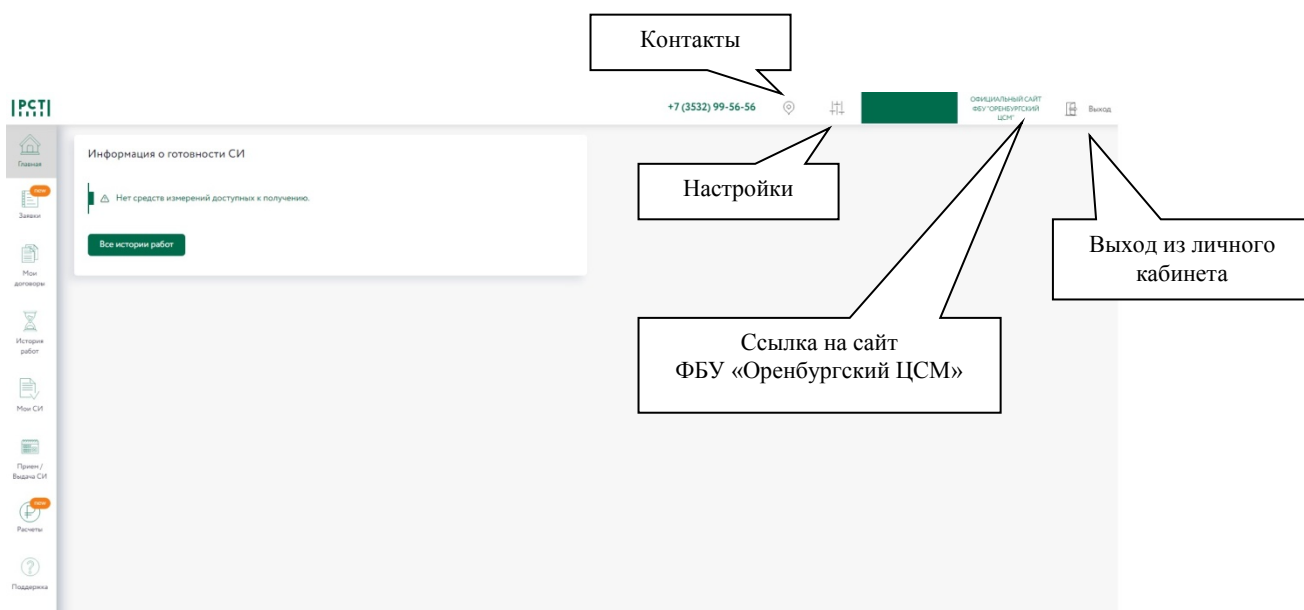 Контакты
РСТ
+7 (3532) 99-56-56
ОФИЦИАЛЬНЫЙ САЙТ
ФБУ "ОРЕНБУРГСКИЙ
ЦСМ"
Выход
Главная
Информация о готовности СИ
Нет средств измерений доступных к получению.
Все истории работ
Настройки
Выход из личного
кабинета
Ссылка на сайт
ФБУ «Оренбургский ЦСМ»
new
Заявки
Мои
договоры
История
работ
Мои СИ
Прием /
Выдача СИ
new
Расчеты
Поддержка